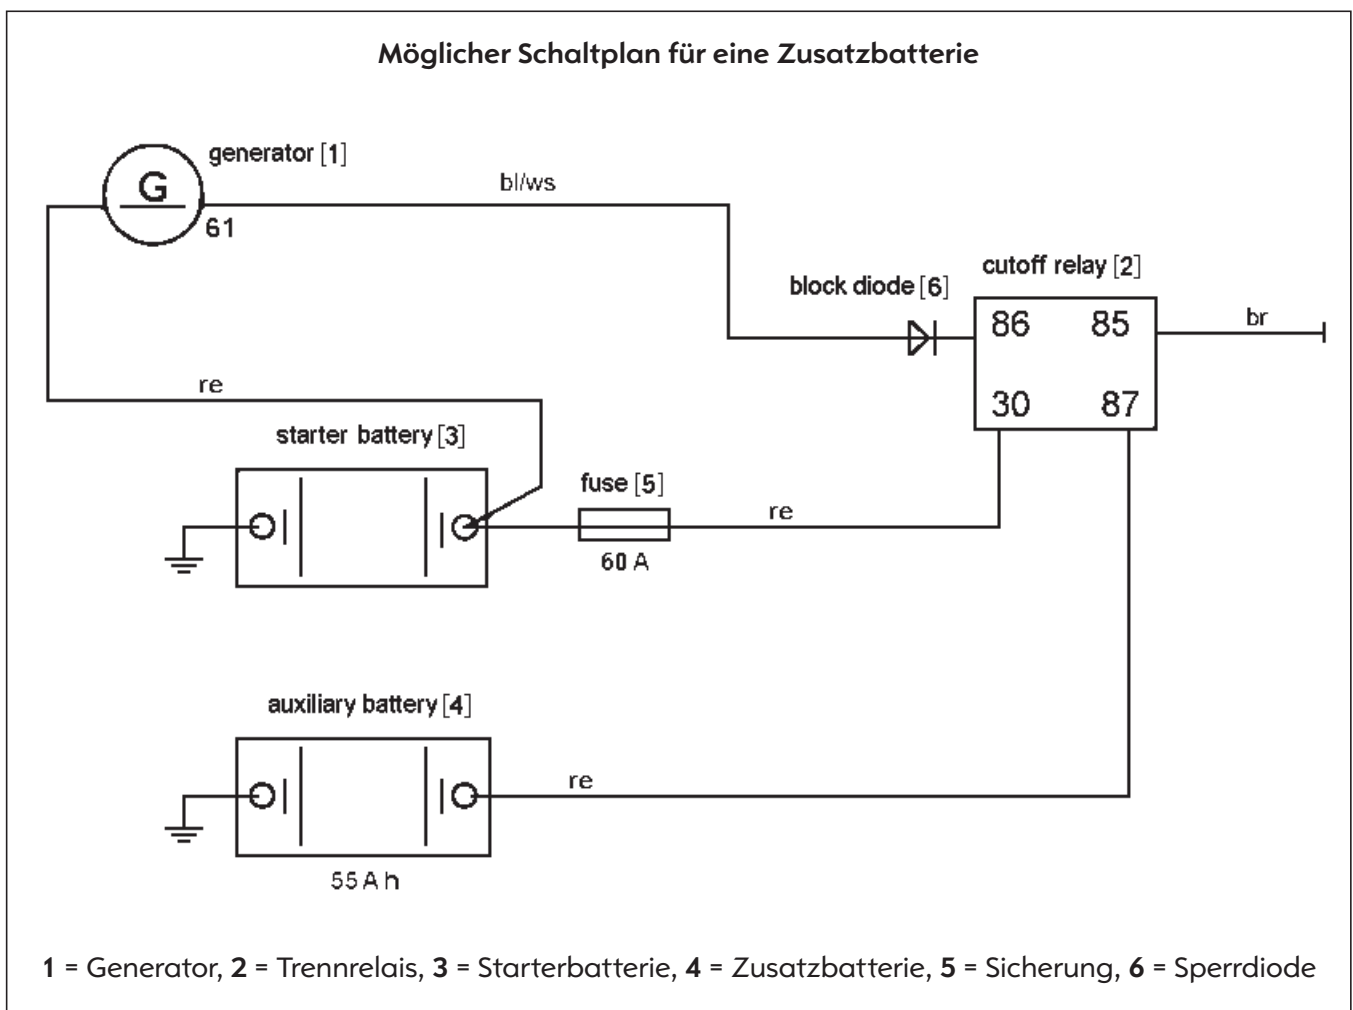 Möglicher Schaltplan für eine Zusatzbatterie
generator [1]
G
61
bl/ws
cutoff relay [2]
block diode [6]
86 85
br
30 87
re
starter battery [3]
fuse [5]
re
60 A
auxiliary battery [4]
re
55 A h
1 = Generator, 2 = Trennrelais, 3 = Starterbatterie, 4 = Zusatzbatterie, 5 = Sicherung, 6 = Sperrdiode